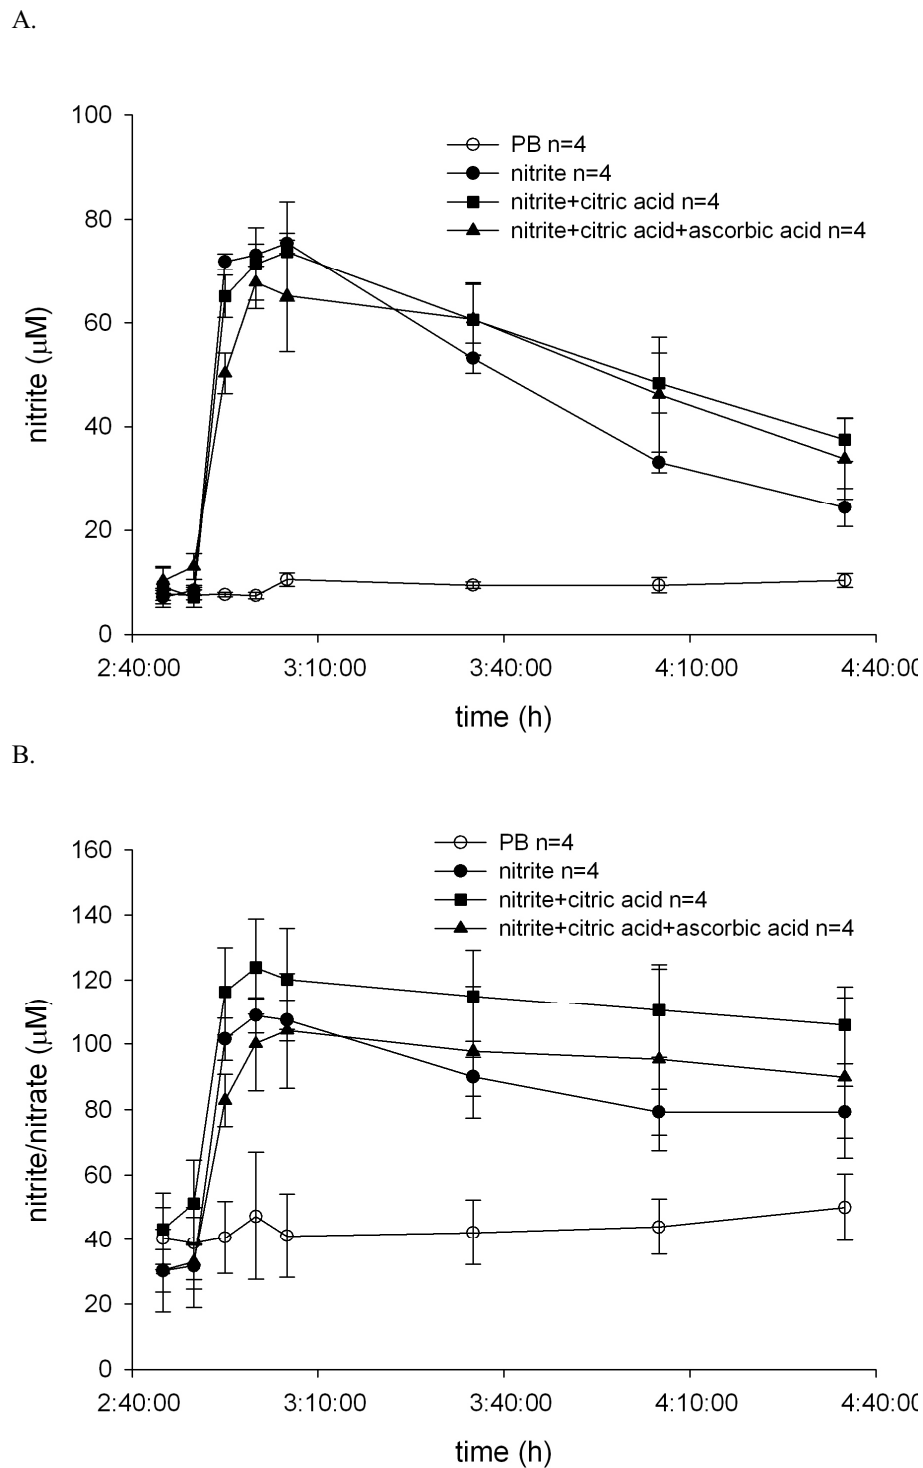 A.
100
80
60
40
20
0
nitrite (μM)
PB n=4
nitrite n=4
nitrite+citric acid n=4
nitrite+citric acid+ascorbic acid n=4
2:40:00 3:10:00 3:40:00 4:10:00 4:40:00
time (h)
B.
160
140
120
100
80
60
40
20
0
nitrite/nitrate (μM)
PB n=4
nitrite n=4
nitrite+citric acid n=4
nitrite+citric acid+ascorbic acid n=4
2:40:00 3:10:00 3:40:00 4:10:00 4:40:00
time (h)